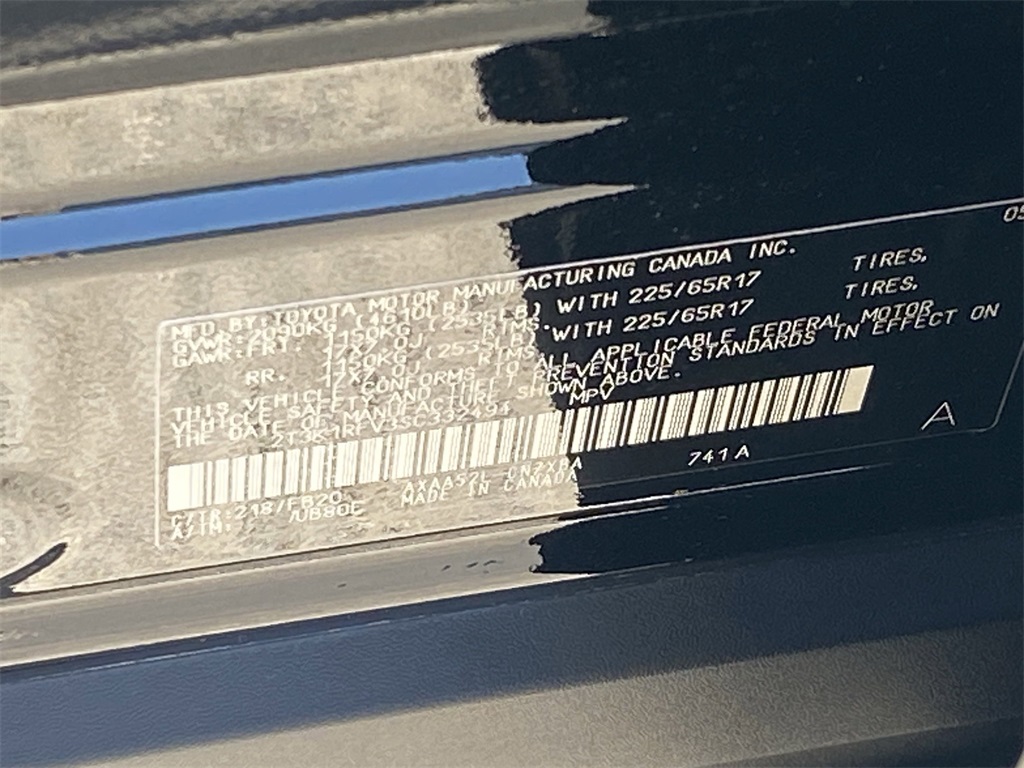 05
MFD BY: TOYOTA MOTOR MANUFACTURING CANADA INC.
GVWR: 2090KG (4610LB)
GAWR: FRT. 1150KG (2535LB) WITH 225/65R17 TIRES,
17X7.0J RIMS.
RR. 1150KG (2535LB) WITH 225/65R17 TIRES,
17X7.0J RIMS
THIS VEHICLE CONFORMS TO ALL APPLICABLE FEDERAL MOTOR
VEHICLE SAFETY AND THEFT PREVENTION STANDARDS IN EFFECT ON
THE DATE OF MANUFACTURE SHOWN ABOVE.
MPV
C/TR: 218/FB20 741A
A/TM: /UB80E MADE IN CANADA
A